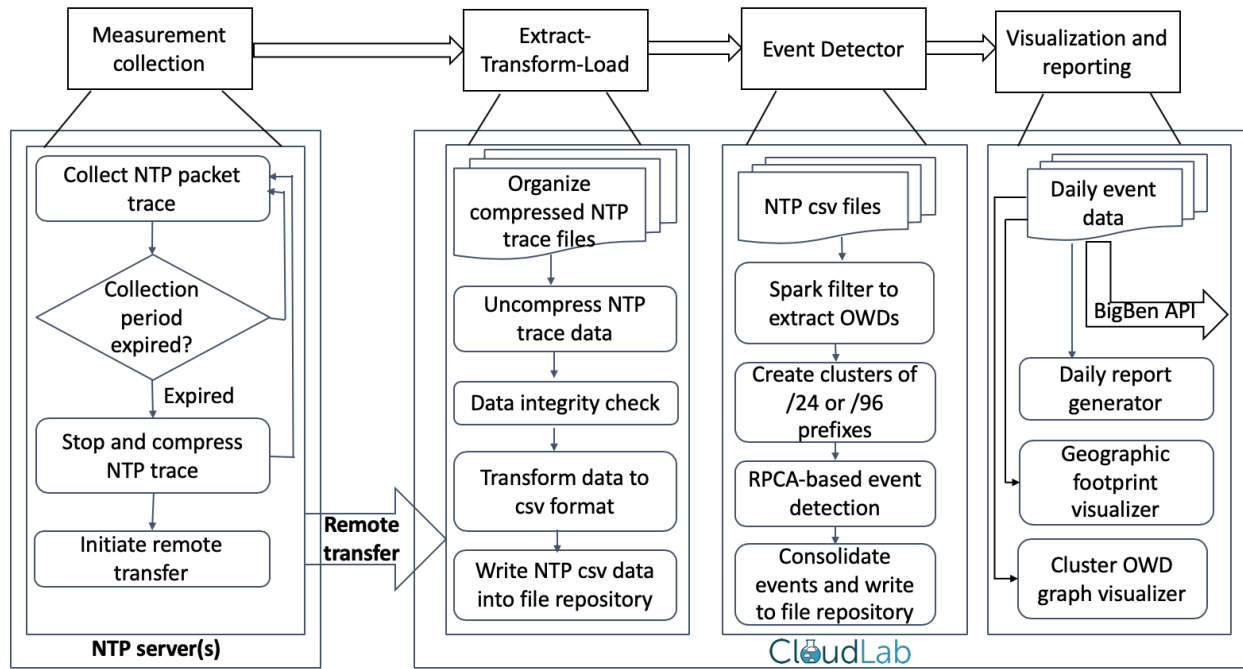 Measurement
collection
Extract-
Transform-Load
Event Detector
Visualization and
reporting
Collect NTP packet
trace
Collection
period
expired?
Expired
Stop and compress
NTP trace
Initiate remote
transfer
NTP server(s)
Remote
transfer
Organize
compressed NTP
trace files
Uncompress NTP
trace data
Data integrity check
Transform data to
csv format
Write NTP csv data
into file repository
NTP csv files
Spark filter to
extract OWDs
Create clusters of
/24 or /96
prefixes
RPCA-based event
detection
Consolidate
events and write
to file repository
Daily event
data
BigBen API
Daily report
generator
Geographic
footprint
visualizer
Cluster OWD
graph visualizer
CloudLab